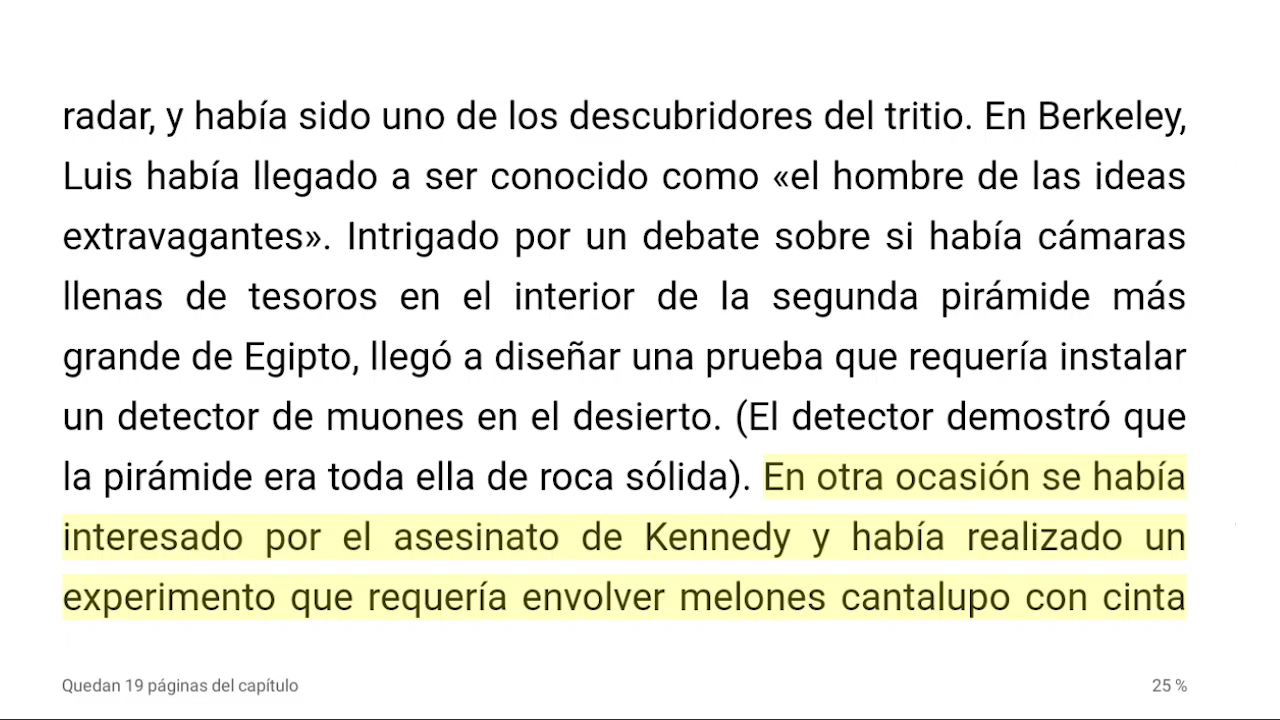 radar, y había sido uno de los descubridores del tritio. En Berkeley,
Luis había llegado a ser conocido como «el hombre de las ideas
extravagantes». Intrigado por un debate sobre si había cámaras
llenas de tesoros en el interior de la segunda pirámide más
grande de Egipto, llegó a diseñar una prueba que requería instalar
un detector de muones en el desierto. (El detector demostró que
la pirámide era toda ella de roca sólida). En otra ocasión se había
interesado por el asesinato de Kennedy y había realizado un
experimento que requería envolver melones cantalupo con cinta
Quedan 19 páginas del capítulo 25 %